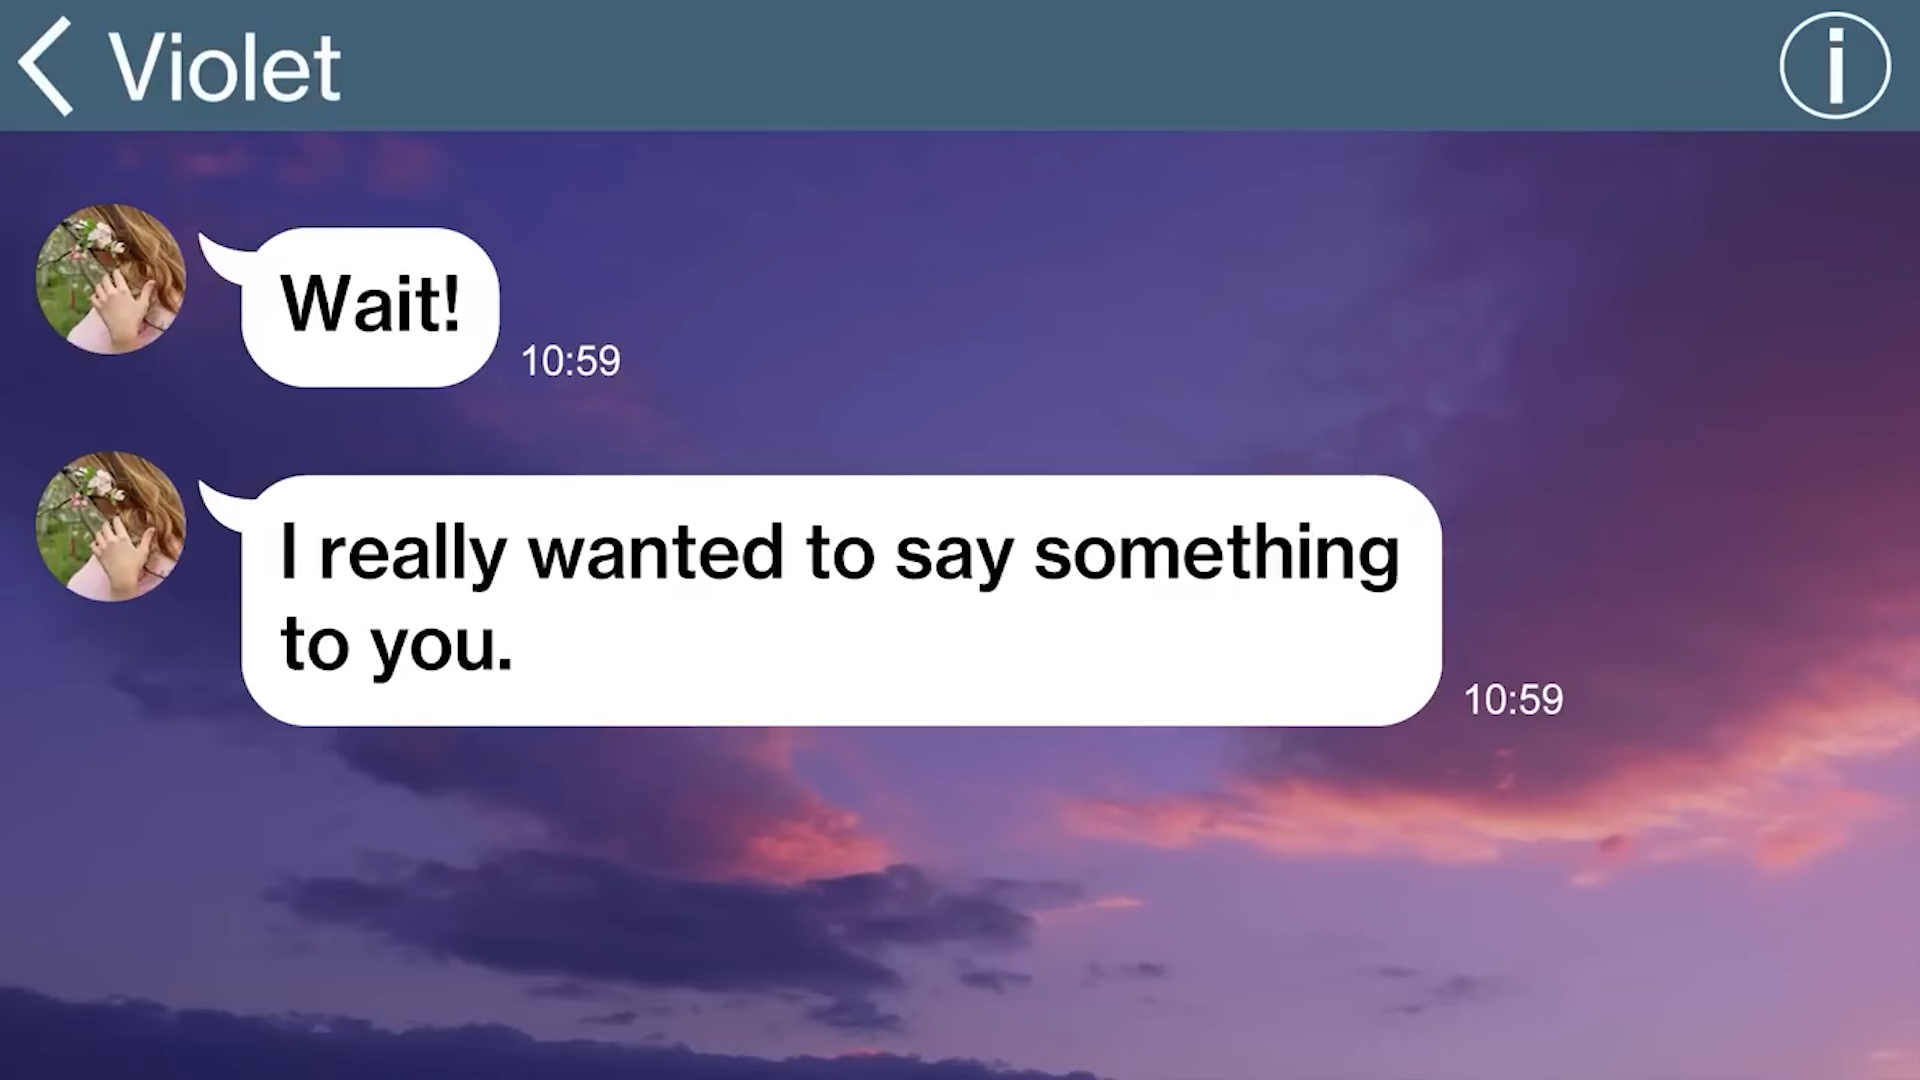 Violet
Wait!
10:59
I really wanted to say something
to you.
10:59